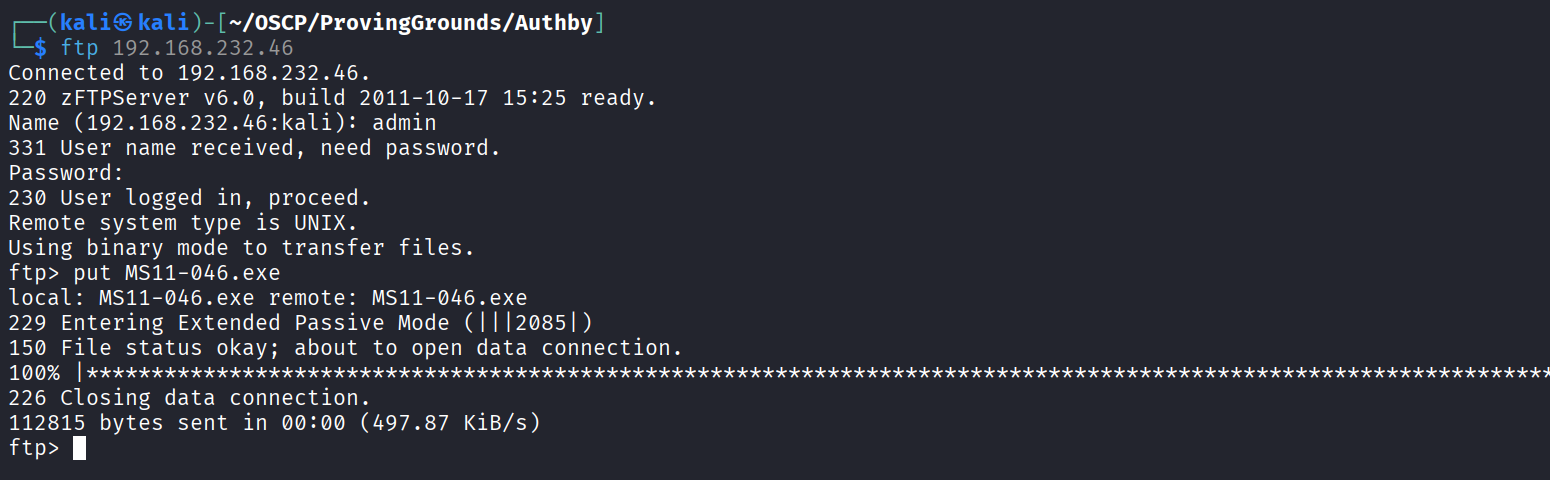 ┌──(kali㉿kali)-[~/OSCP/ProvingGrounds/Authby]
└─$ ftp 192.168.232.46
Connected to 192.168.232.46.
220 zFTPServer v6.0, build 2011-10-17 15:25 ready.
Name (192.168.232.46:kali): admin
331 User name received, need password.
Password:
230 User logged in, proceed.
Remote system type is UNIX.
Using binary mode to transfer files.
ftp> put MS11-046.exe
local: MS11-046.exe remote: MS11-046.exe
229 Entering Extended Passive Mode (|||2085|)
150 File status okay; about to open data connection.
100% |*****************************************************************************************************************
226 Closing data connection.
112815 bytes sent in 00:00 (497.87 KiB/s)
ftp>